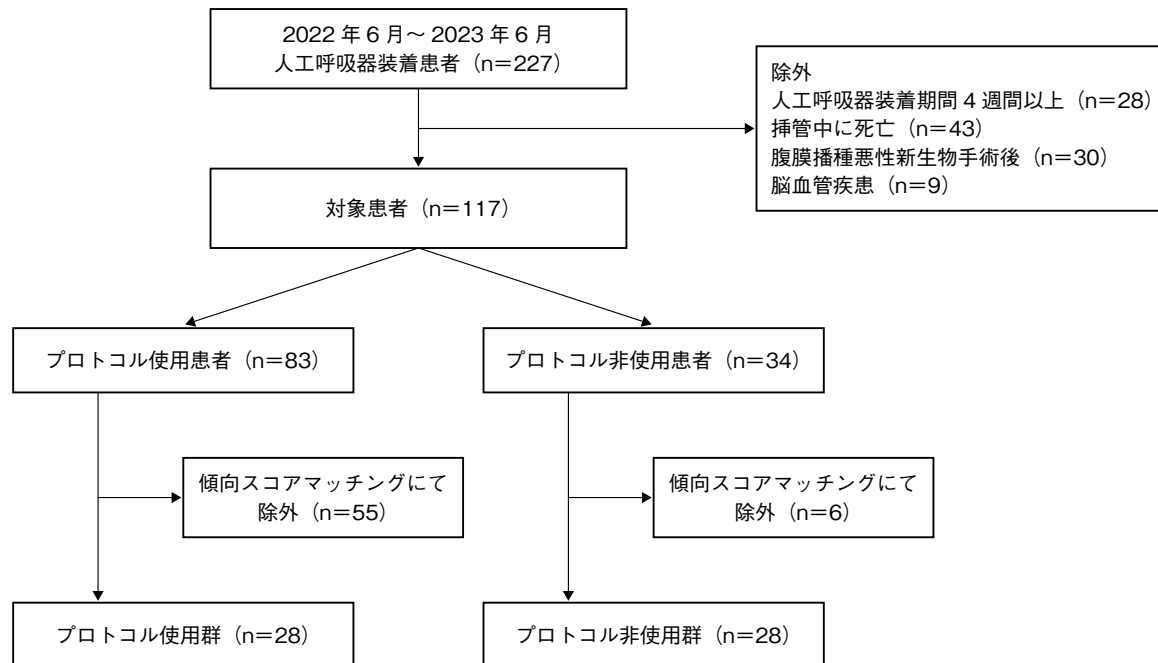 2022 年 6 月～ 2023 年 6 月
人工呼吸器装着患者（n＝227）
除外
人工呼吸器装着期間 4 週間以上（n＝28）
挿管中に死亡（n＝43）
腹膜播種悪性新生物手術後（n＝30）
脳血管疾患（n＝9）
対象患者（n＝117）
プロトコル使用患者（n＝83）
プロトコル非使用患者（n＝34）
傾向スコアマッチングにて
除外（n＝55）
傾向スコアマッチングにて
除外（n＝6）
プロトコル使用群（n＝28）
プロトコル非使用群（n＝28）